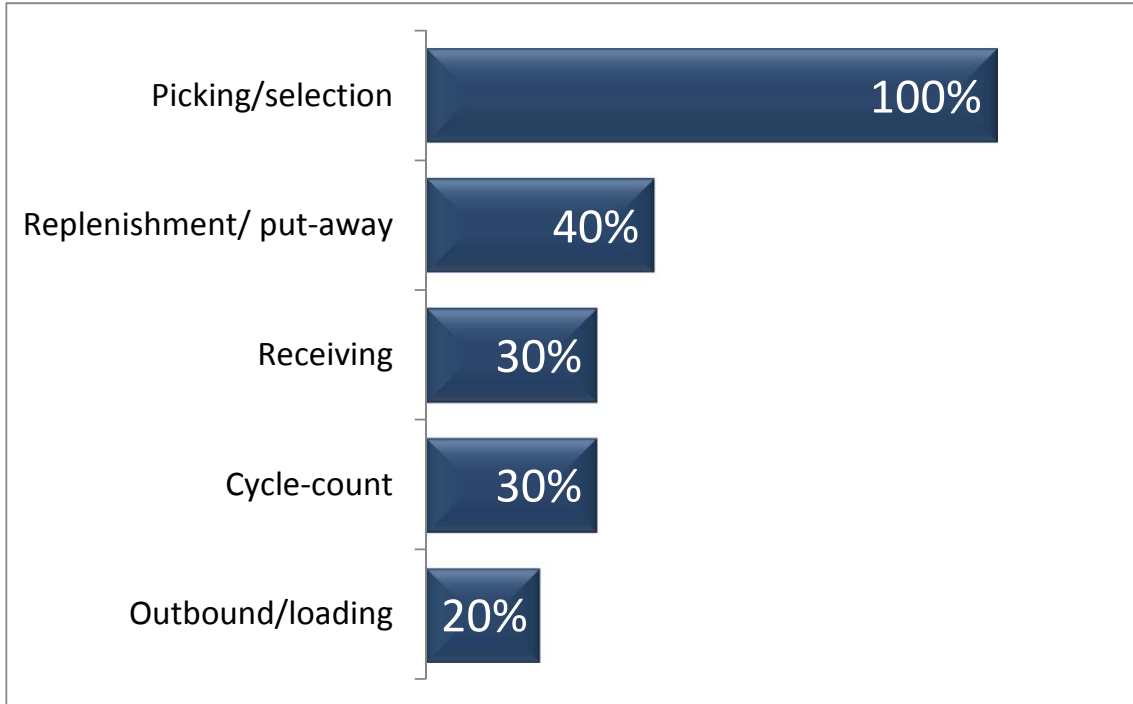 Picking/selection 100%
Replenishment/ put-away 40%
Receiving 30%
Cycle-count 30%
Outbound/loading 20%